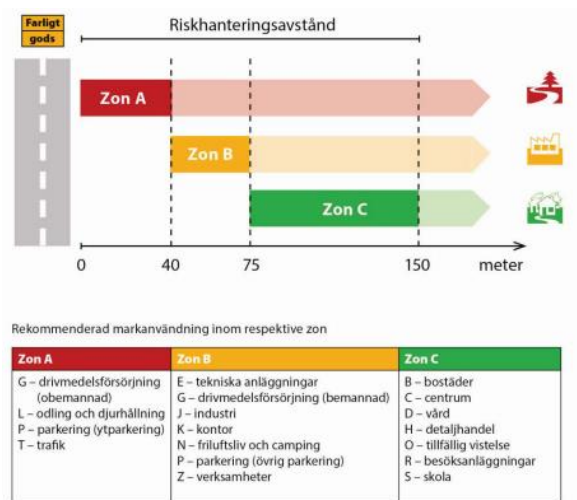 Farligt
gods
Riskhanteringsavstånd
Zon A
Zon B
Zon C
0 40 75 150 meter
Rekommenderad markanvändning inom respektive zon
Zon A
G – drivmedelsförsörjning
(obemannad)
L – odling och djurhållning
P – parkering (ytparkering)
T – trafik
Zon B
E – tekniska anläggningar
G – drivmedelsförsörjning (bemannad)
J – industri
K – kontor
N – friluftsliv och camping
P – parkering (övrig parkering)
Z – verksamheter
Zon C
B – bostäder
C – centrum
D – vård
H – detaljhandel
O – tillfällig vistelse
R – besöksanläggningar
S – skola